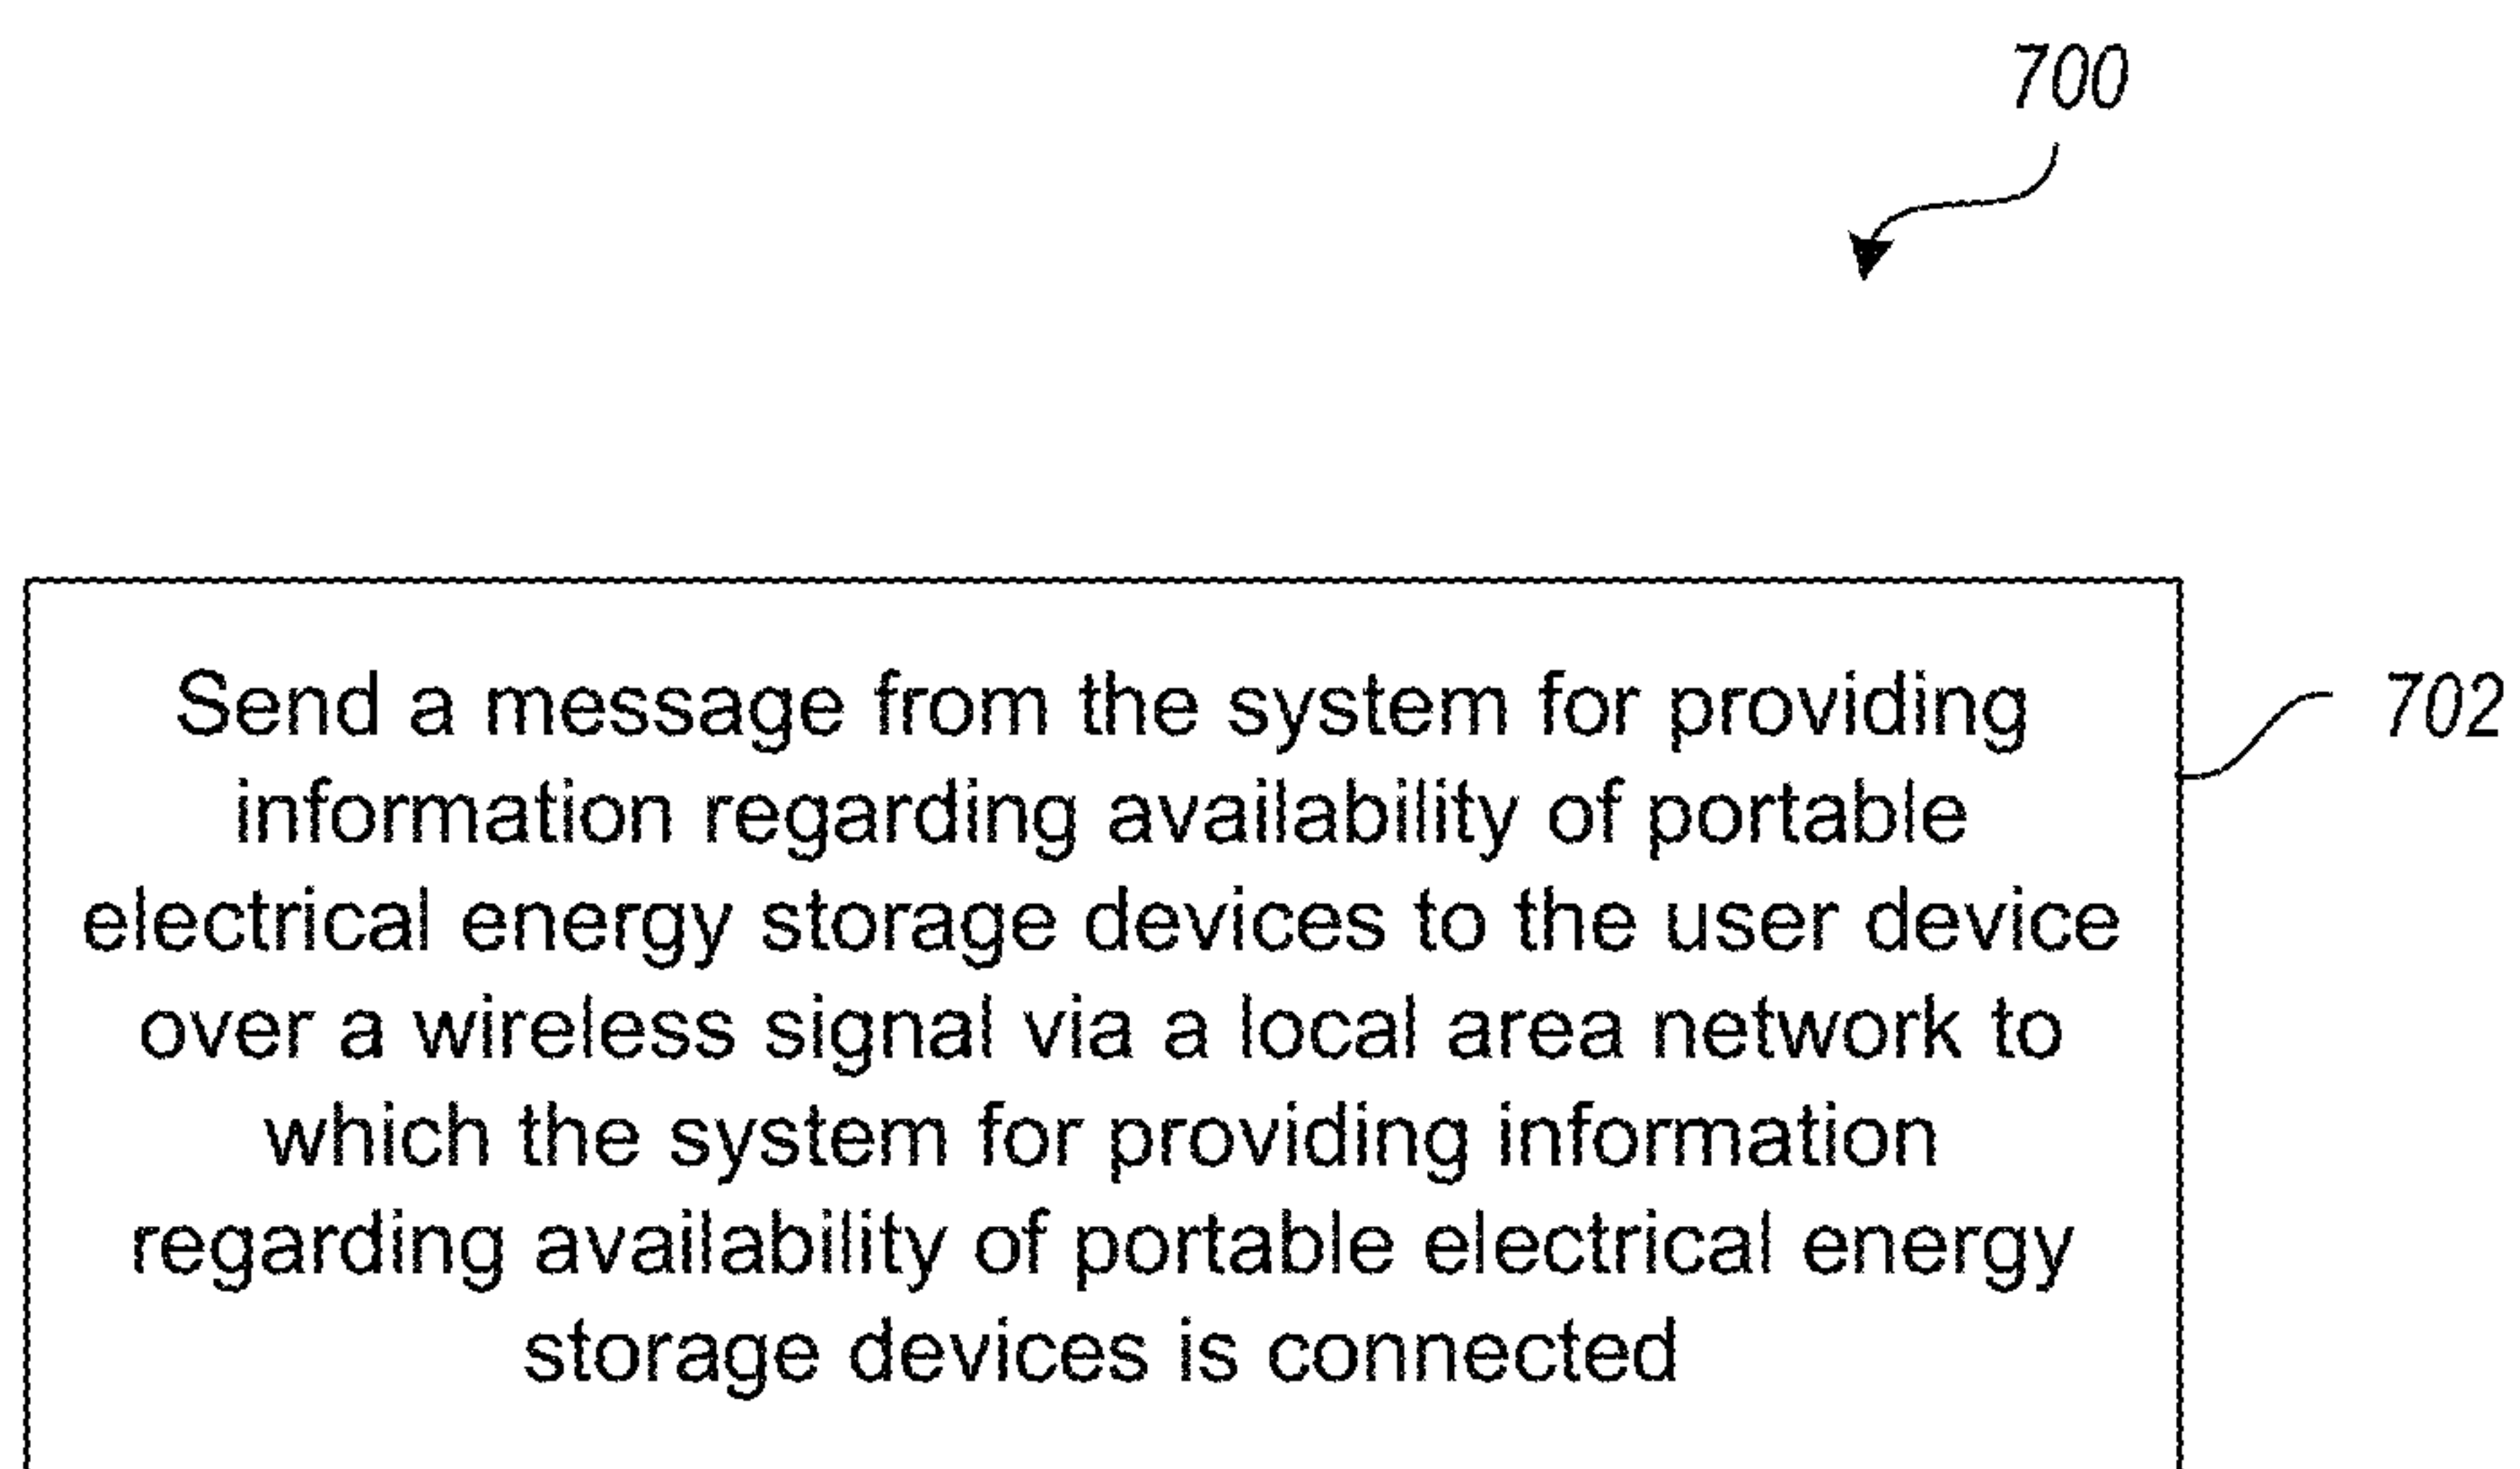 700
Send a message from the system for providing
702
information regarding availability of portable
electrical energy storage devices to the user device
over a wireless signal via a local area network to
which the system for providing information
regarding availability of portable electrical energy
storage devices is connected